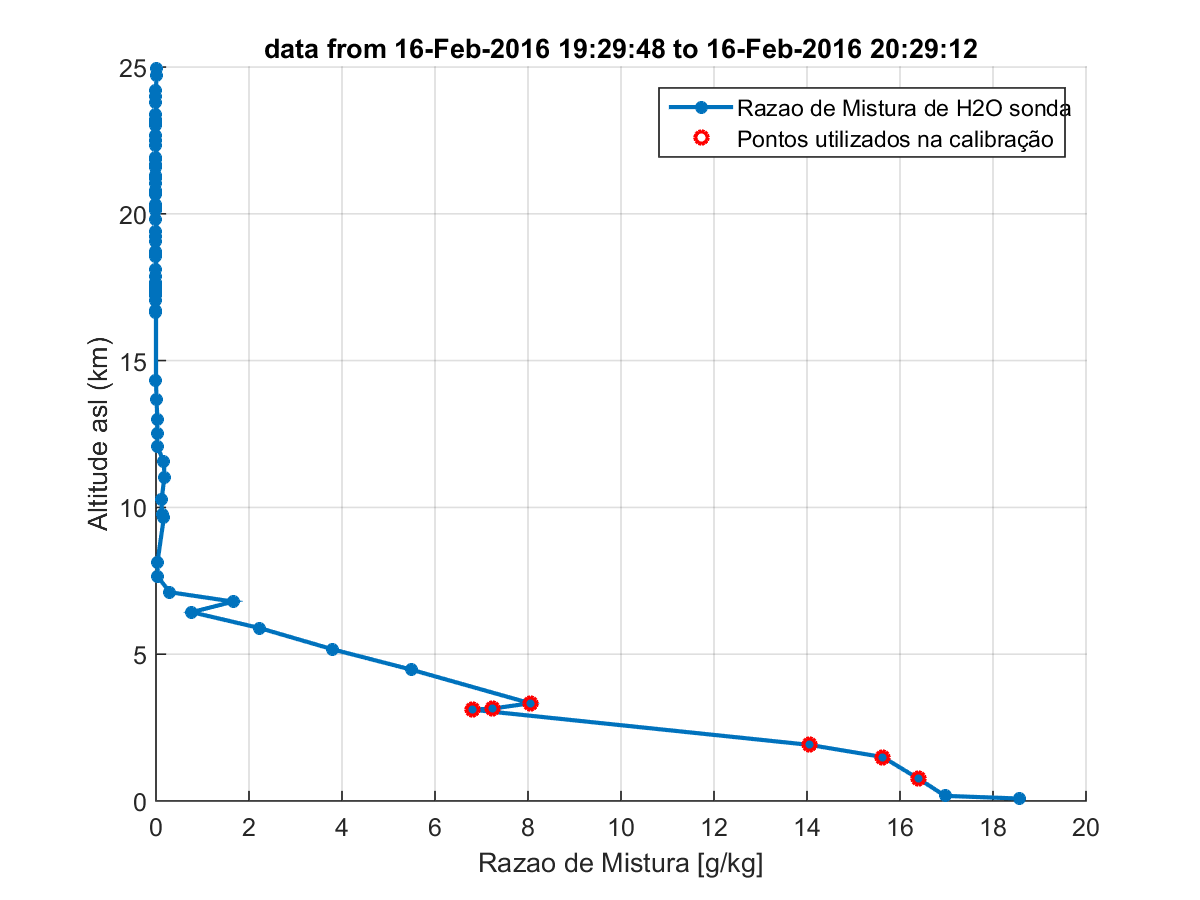 data from 16-Feb-2016 19:29:48 to 16-Feb-2016 20:29:12
Razao de Mistura de H2O sonda
Pontos utilizados na calibração
Altitude asl (km)
25
20
15
10
5
0
0 2 4 6 8 10 12 14 16 18 20
Razao de Mistura [g/kg]